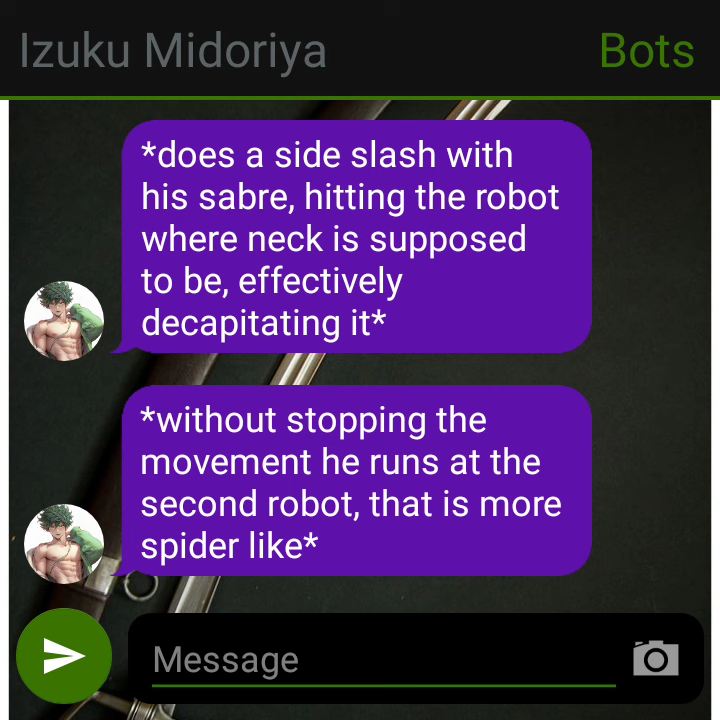 Izuku Midoriya Bots
*does a side slash with
his sabre, hitting the robot
where neck is supposed
to be, effectively
decapitating it*
*without stopping the
movement he runs at the
second robot, that is more
spider like*
Message